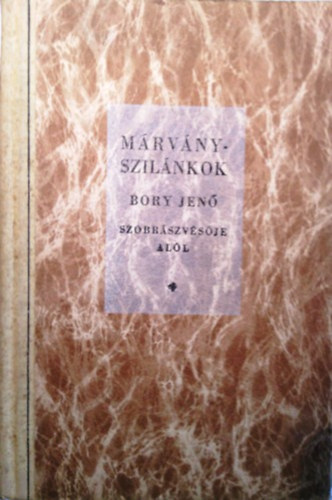 MÁRVÁNY-
SZILÁNKOK
BORY JENŐ
SZOBRÁSZVÉSŐJE
ALÓL